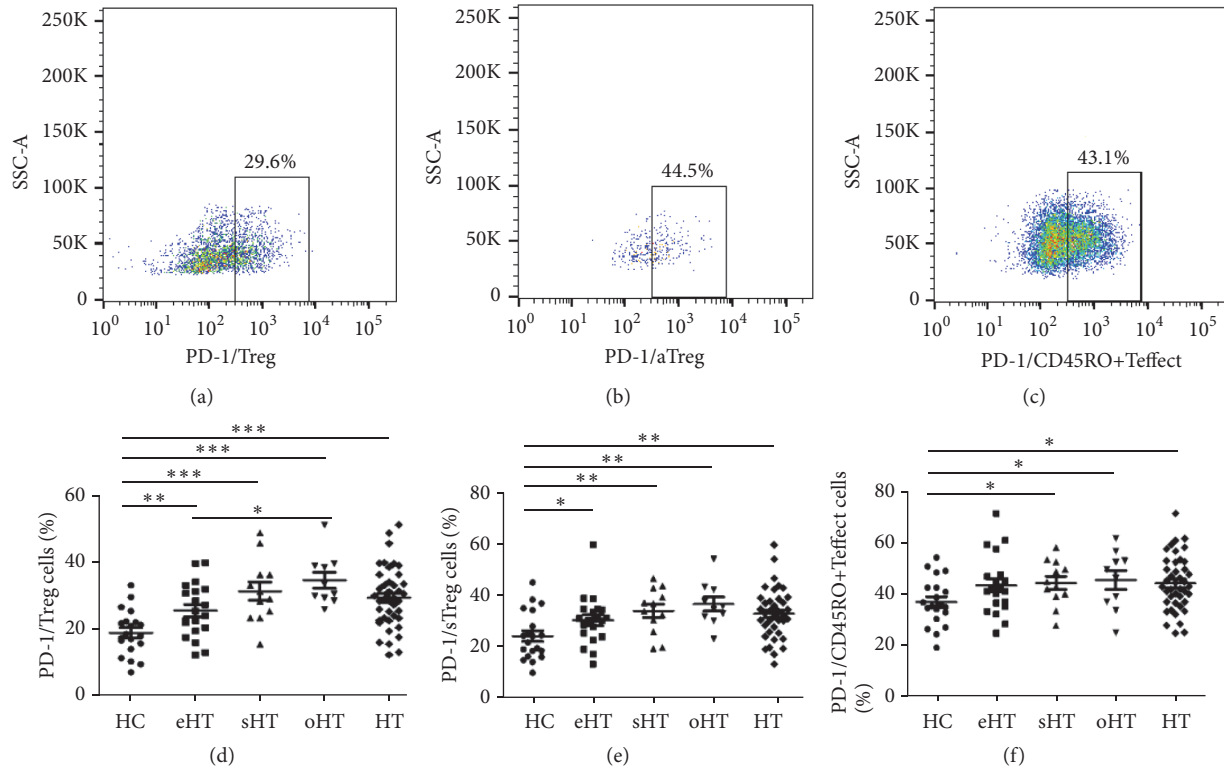 250K
200K
150K
100K
50K
0
SSC-A
29.6%
10^0 10^1 10^2 10^3 10^4 10^5
PD-1/Treg
(a)
250K
200K
150K
100K
50K
0
SSC-A
44.5%
10^0 10^1 10^2 10^3 10^4 10^5
PD-1/aTreg
(b)
250K
200K
150K
100K
50K
0
SSC-A
43.1%
10^0 10^1 10^2 10^3 10^4 10^5
PD-1/CD45RO+Teffect
(c)
***
***
***
**
*
60
40
20
0
PD-1/Treg cells (%)
HC eHT sHT oHT HT
(d)
**
**
**
*
80
60
40
20
0
PD-1/sTreg cells (%)
HC eHT sHT oHT HT
(e)
*
*
*
80
60
40
20
0
PD-1/CD45RO+Teffect cells
(%)
HC eHT sHT oHT HT
(f)